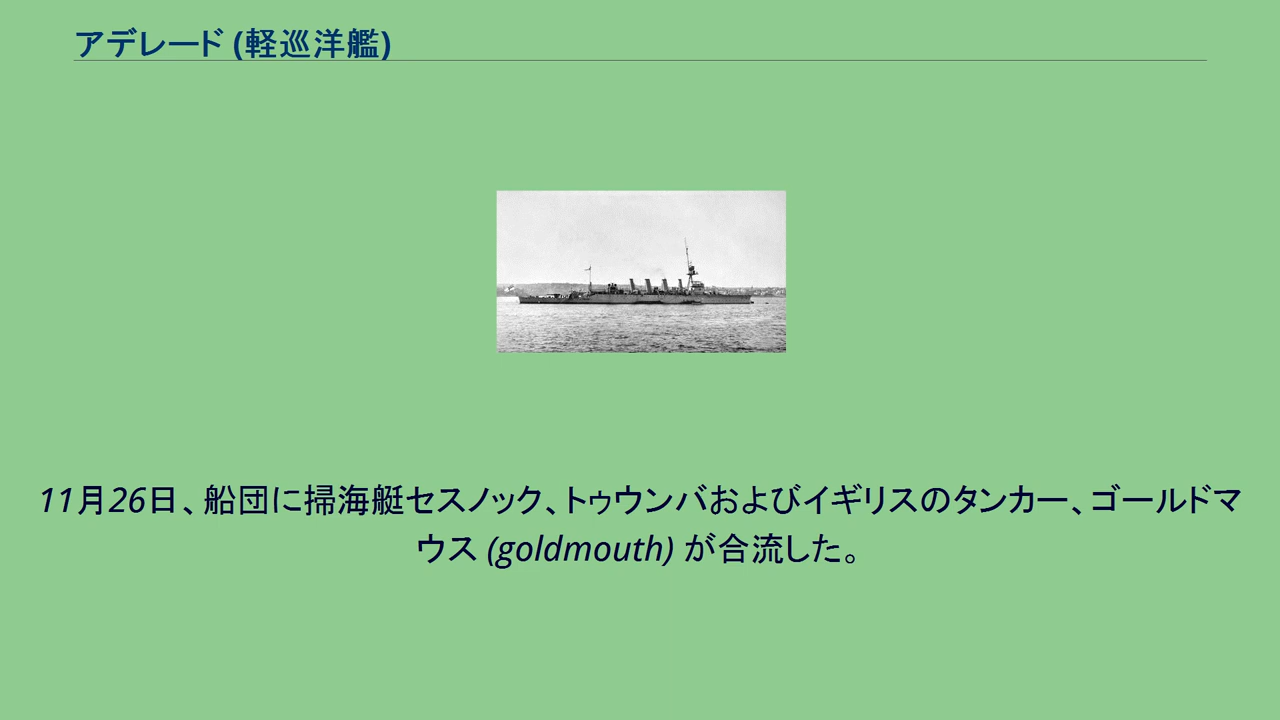 アデレード (軽巡洋艦)
11月26日、船団に掃海艇セスノック、トゥウンバおよびイギリスのタンカー、ゴールドマ
ウス (goldmouth) が合流した。